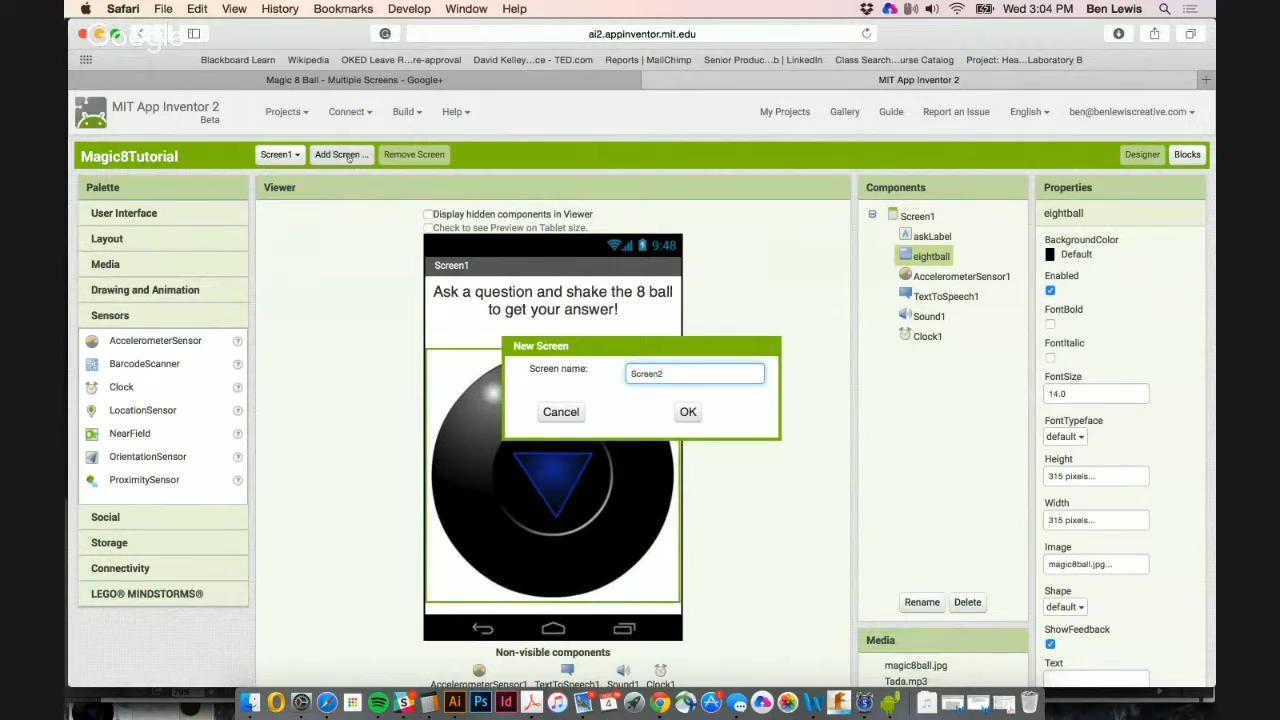 Safari File Edit View History Bookmarks Develop Window Help Wed 3:04 PM Ben Lewis
Google
ai2.appinventor.mit.edu
Blackboard Learn Wikipedia OKED Leave R...re-approval David Kelley...ce - TED.com Reports | MailChimp Senior Produc...b | LinkedIn Class Search...urse Catalog Project: Hea...Laboratory B
Magic 8 Ball - Multiple Screens - Google+ MIT App Inventor 2
MIT App Inventor 2
Beta
Projects Connect Build Help My Projects Gallery Guide Report an Issue English ben@benlewiscreative.com
Magic8Tutorial Screen1 Add Screen ... Remove Screen Designer Blocks
Palette Viewer Components Properties
User Interface
Layout
Media
Drawing and Animation
Sensors
AccelerometerSensor
BarcodeScanner
Clock
LocationSensor
NearField
OrientationSensor
ProximitySensor
Social
Storage
Connectivity
LEGO® MINDSTORMS®
Display hidden components in Viewer
Check to see Preview on Tablet size.
9:48
Screen1
Ask a question and shake the 8 ball
to get your answer!
New Screen
Screen name: Screen2
Cancel OK
Non-visible components
AccelerometerSensor1 TextToSpeech1 Sound1 Clock1
Screen1
askLabel
eightball
AccelerometerSensor1
TextToSpeech1
Sound1
Clock1
Rename Delete
Media
magic8ball.jpg
Tada.mp3
eightball
BackgroundColor
Default
Enabled
FontBold
FontItalic
FontSize
14.0
FontTypeface
default
Height
315 pixels...
Width
315 pixels...
Image
magic8ball.jpg...
Shape
default
ShowFeedback
Text
Ai Ps Id